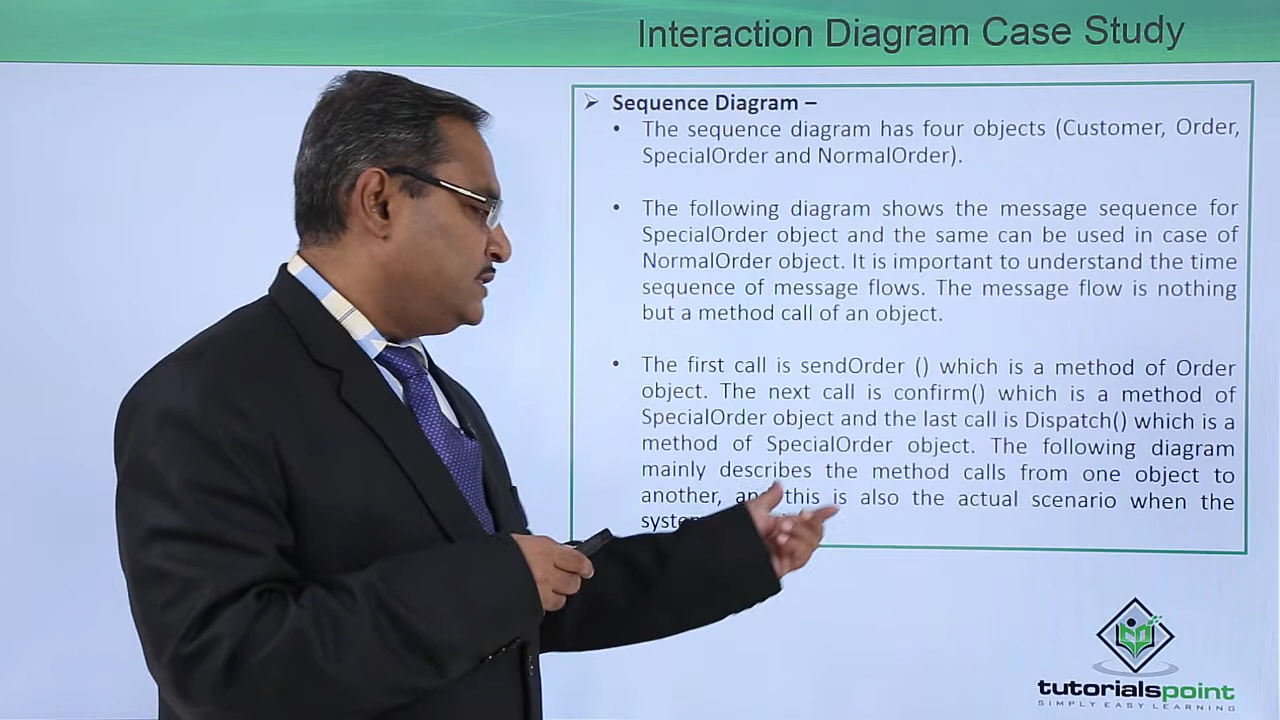 Interaction Diagram Case Study
➢ Sequence Diagram –
• The sequence diagram has four objects (Customer, Order,
SpecialOrder and NormalOrder).
• The following diagram shows the message sequence for
SpecialOrder object and the same can be used in case of
NormalOrder object. It is important to understand the time
sequence of message flows. The message flow is nothing
but a method call of an object.
• The first call is sendOrder () which is a method of Order
object. The next call is confirm() which is a method of
SpecialOrder object and the last call is Dispatch() which is a
method of SpecialOrder object. The following diagram
mainly describes the method calls from one object to
another, and this is also the actual scenario when the
tutorialspoint
SIMPLY EASY LEARNING